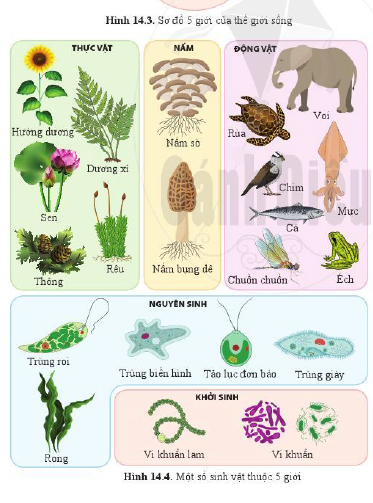 Hình 14.3. Sơ đồ 5 giới của thế giới sống
THỰC VẬT
NẤM
ĐỘNG VẬT
Hướng dương
Dương xỉ
Sen
Thông
Rêu
Nấm sò
Nấm bụng dê
Voi
Rùa
Chim
Mực
Cá
Chuồn chuồn
Ếch
Cánh Diều
NGUYÊN SINH
Trùng roi
Trùng biến hình
Tảo lục đơn bào
Trùng giày
Rong
KHỞI SINH
Vi khuẩn lam
Vi khuẩn
Hình 14.4. Một số sinh vật thuộc 5 giới